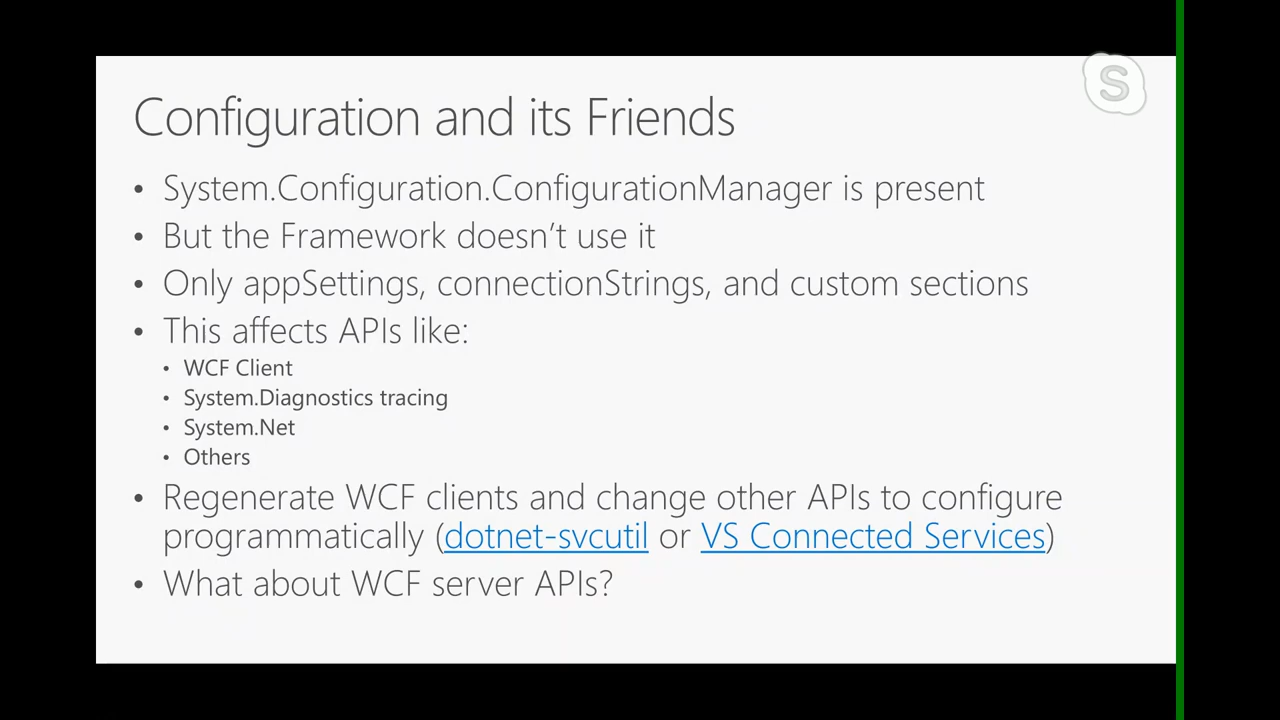 Configuration and its Friends
S
• System.Configuration.ConfigurationManager is present
• But the Framework doesn't use it
• Only appSettings, connectionStrings, and custom sections
• This affects APIs like:
• WCF Client
• System.Diagnostics tracing
• System.Net
• Others
• Regenerate WCF clients and change other APIs to configure
programmatically (dotnet-svcutil or VS Connected Services)
• What about WCF server APIs?